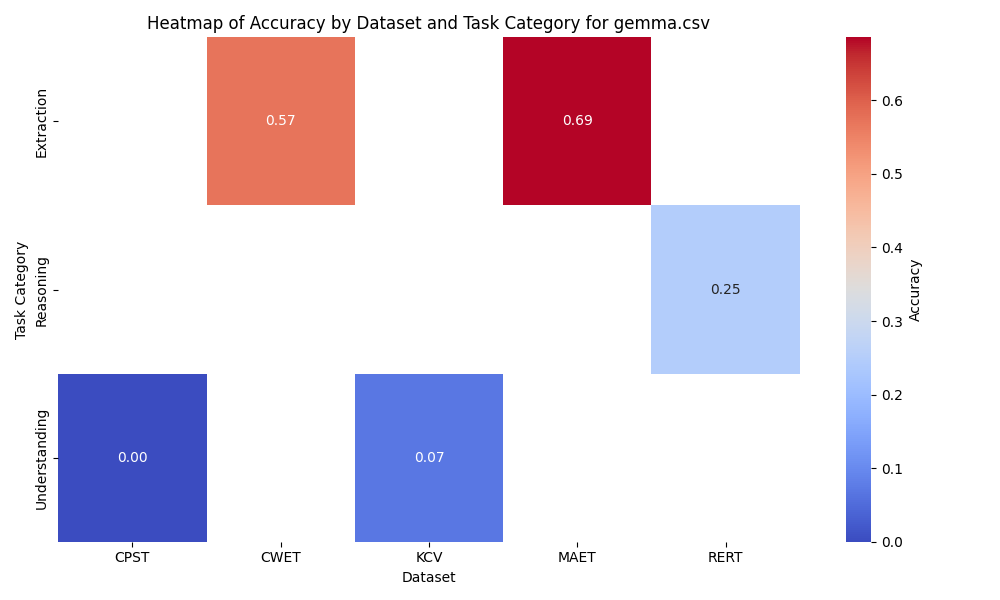 Heatmap of Accuracy by Dataset and Task Category for gemma.csv
Task Category
Extraction
Reasoning
Understanding
0.57
0.69
0.25
0.00
0.07
CPST
CWET
KCV
MAET
RERT
Dataset
0.6
0.5
0.4
0.3
0.2
0.1
0.0
Accuracy